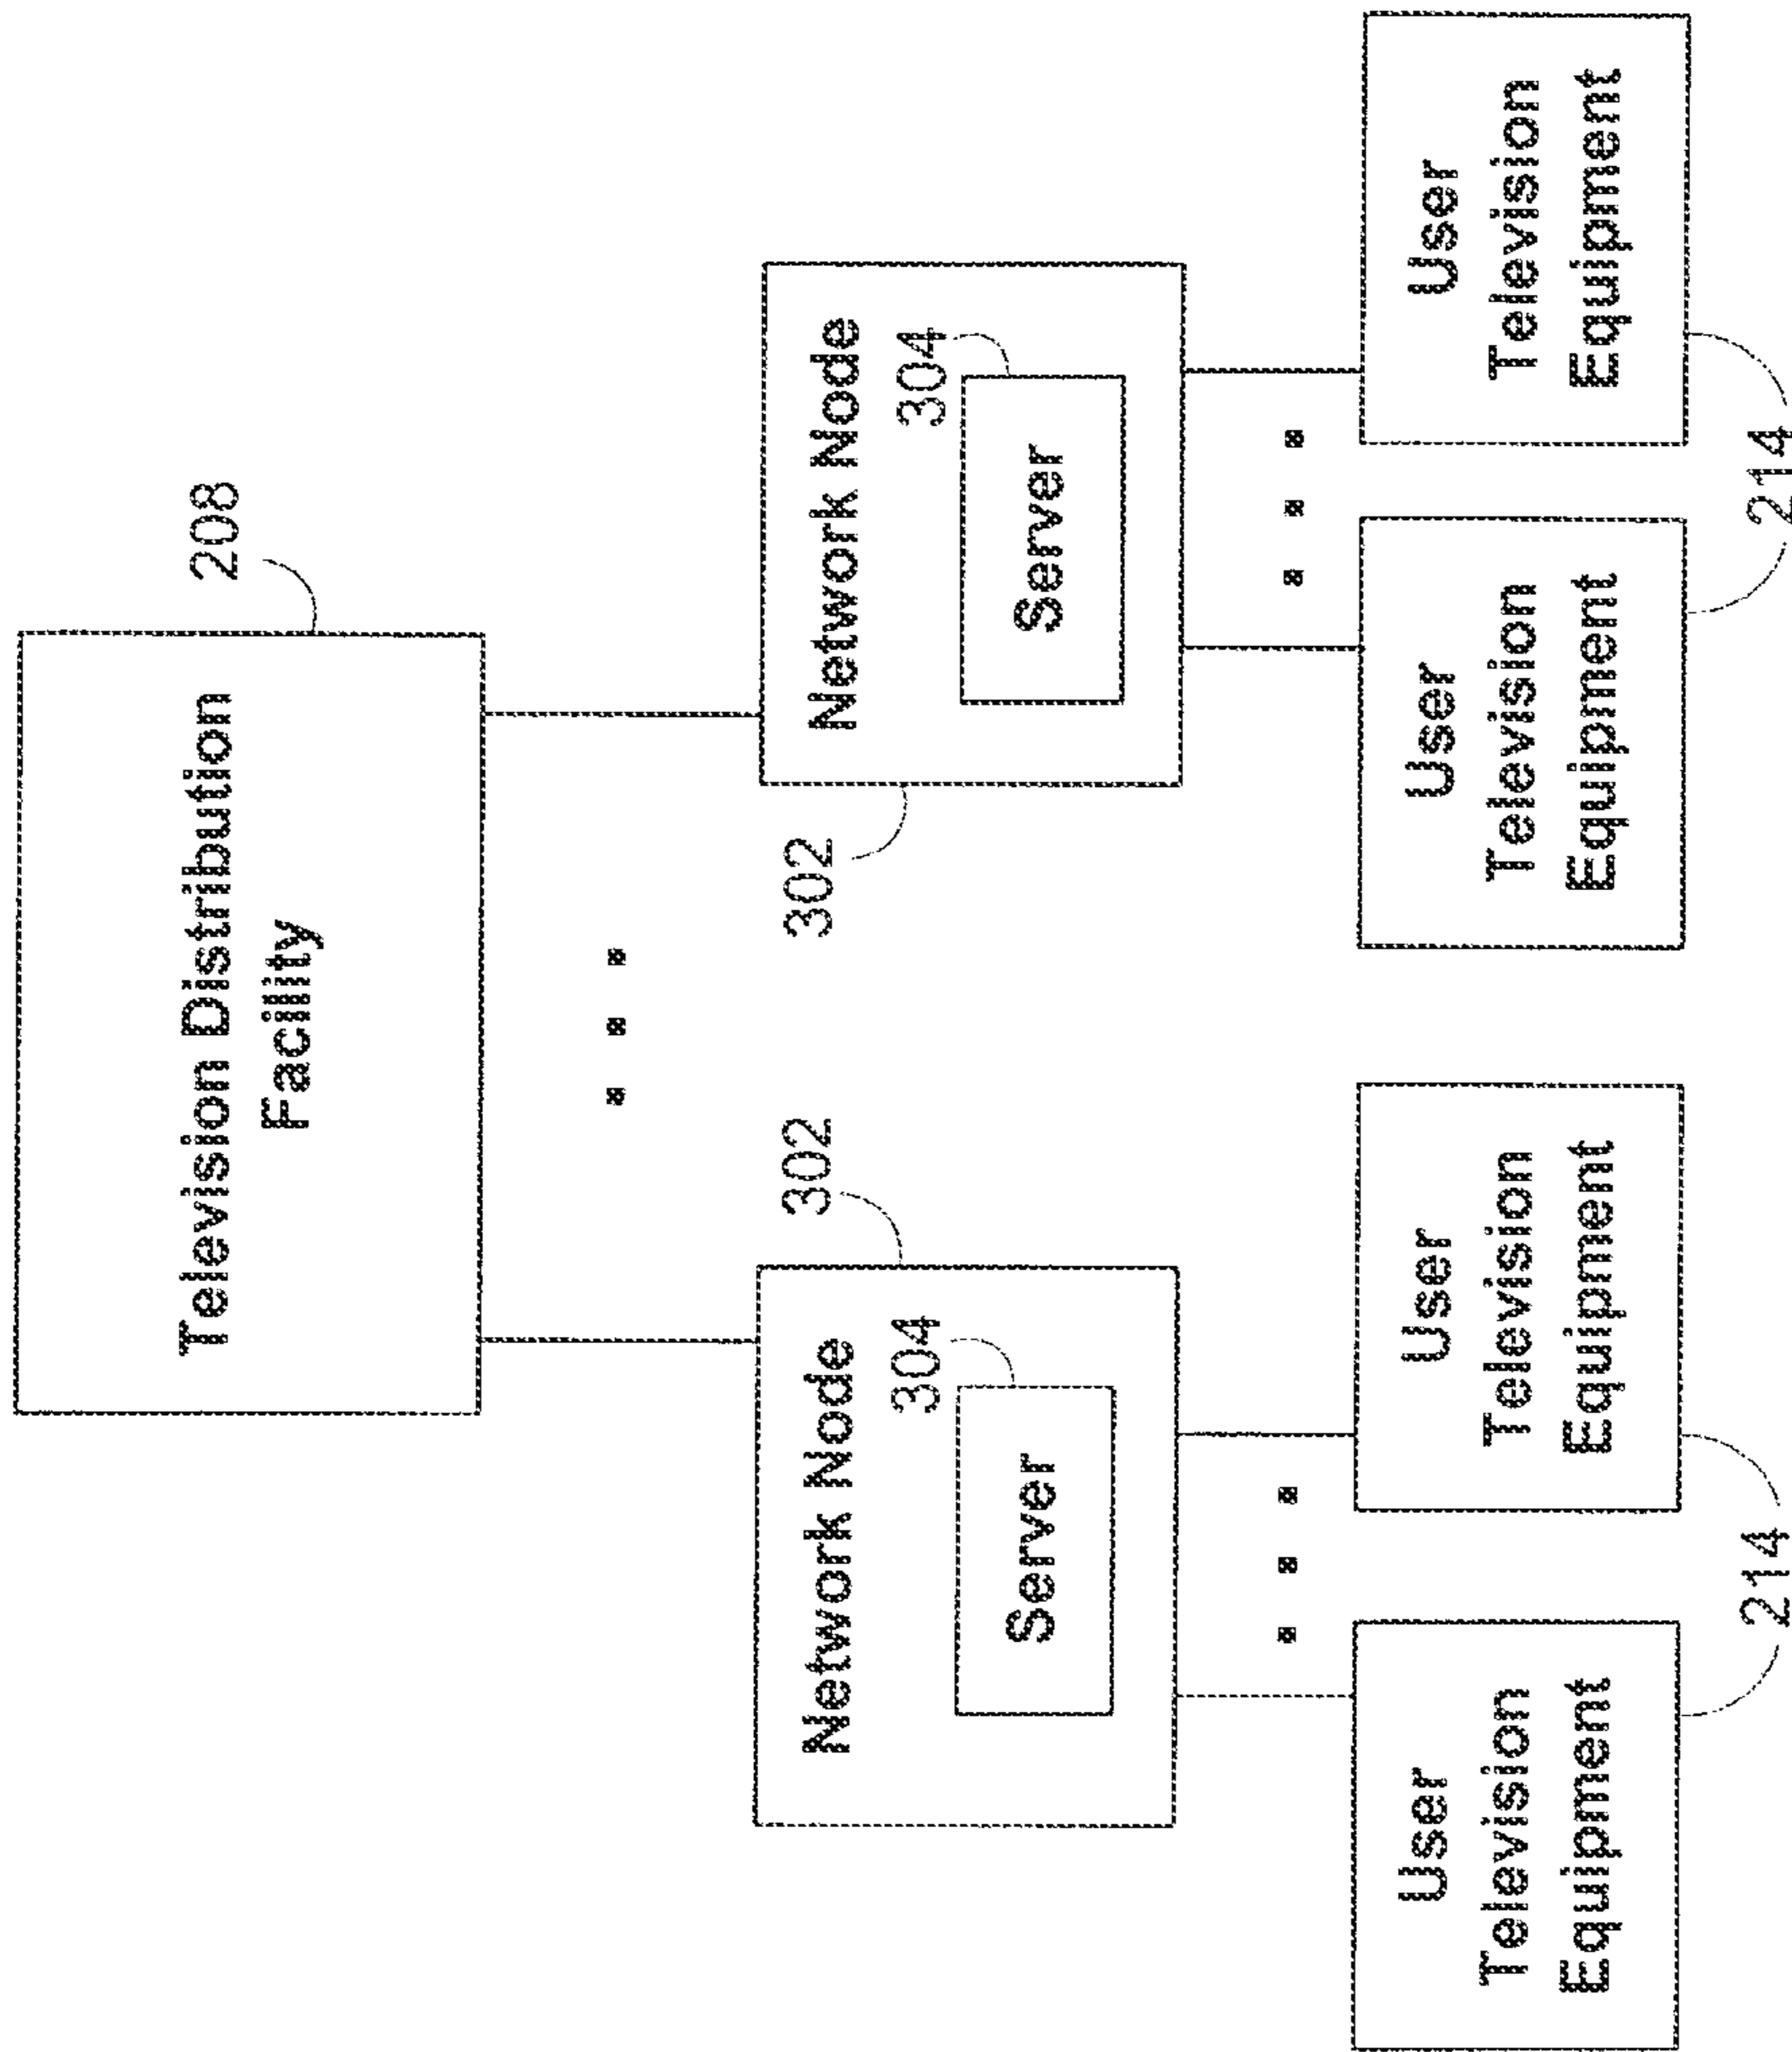 Television Distribution
Facility
208
302
302
Network Node
304
Server
Network Node
304
Server
User
Television
Equipment
User
Television
Equipment
User
Television
Equipment
User
Television
Equipment
214
214